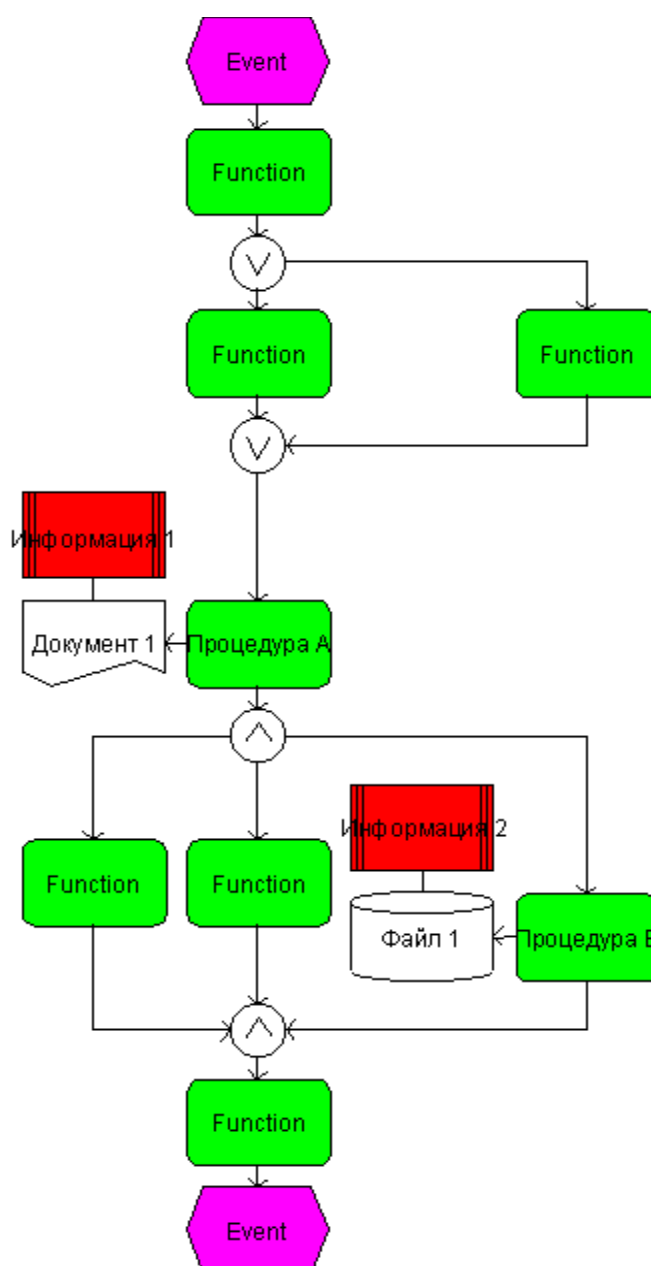 Event
Function
V
Function
Function
V
Информация 1
Документ 1
Процедура А
Λ
Информация 2
Function
Function
Файл 1
Процедура
Λ
Function
Event